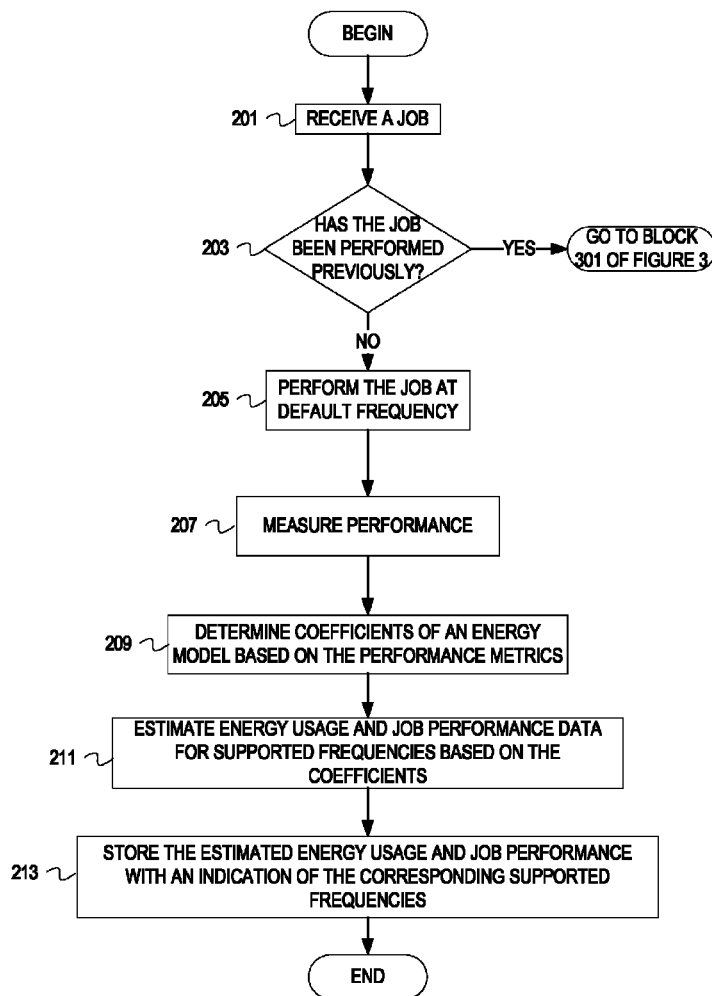 BEGIN
201
RECEIVE A JOB
203
HAS THE JOB
BEEN PERFORMED
PREVIOUSLY?
YES
GO TO BLOCK
301 OF FIGURE 3
NO
205
PERFORM THE JOB AT
DEFAULT FREQUENCY
207
MEASURE PERFORMANCE
209
DETERMINE COEFFICIENTS OF AN ENERGY
MODEL BASED ON THE PERFORMANCE METRICS
211
ESTIMATE ENERGY USAGE AND JOB PERFORMANCE DATA
FOR SUPPORTED FREQUENCIES BASED ON THE
COEFFICIENTS
213
STORE THE ESTIMATED ENERGY USAGE AND JOB PERFORMANCE
WITH AN INDICATION OF THE CORRESPONDING SUPPORTED
FREQUENCIES
END